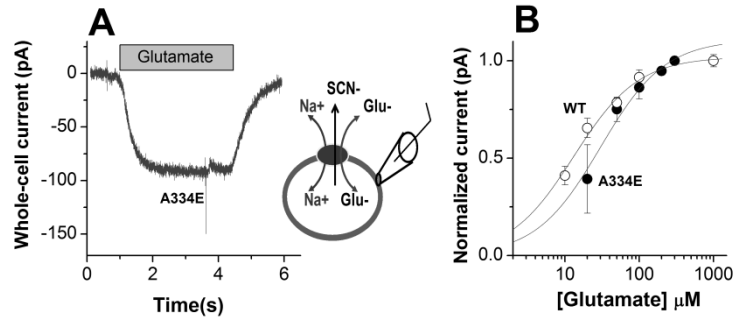 A
Glutamate
0
-50
-100
-150
Whole-cell current (pA)
A334E
0
2
4
6
Time(s)
SCN-
Na+
Glu-
Na+
Glu-
B
1.0
0.5
0.0
Normalized current (pA)
WT
A334E
10
100
1000
[Glutamate] μM